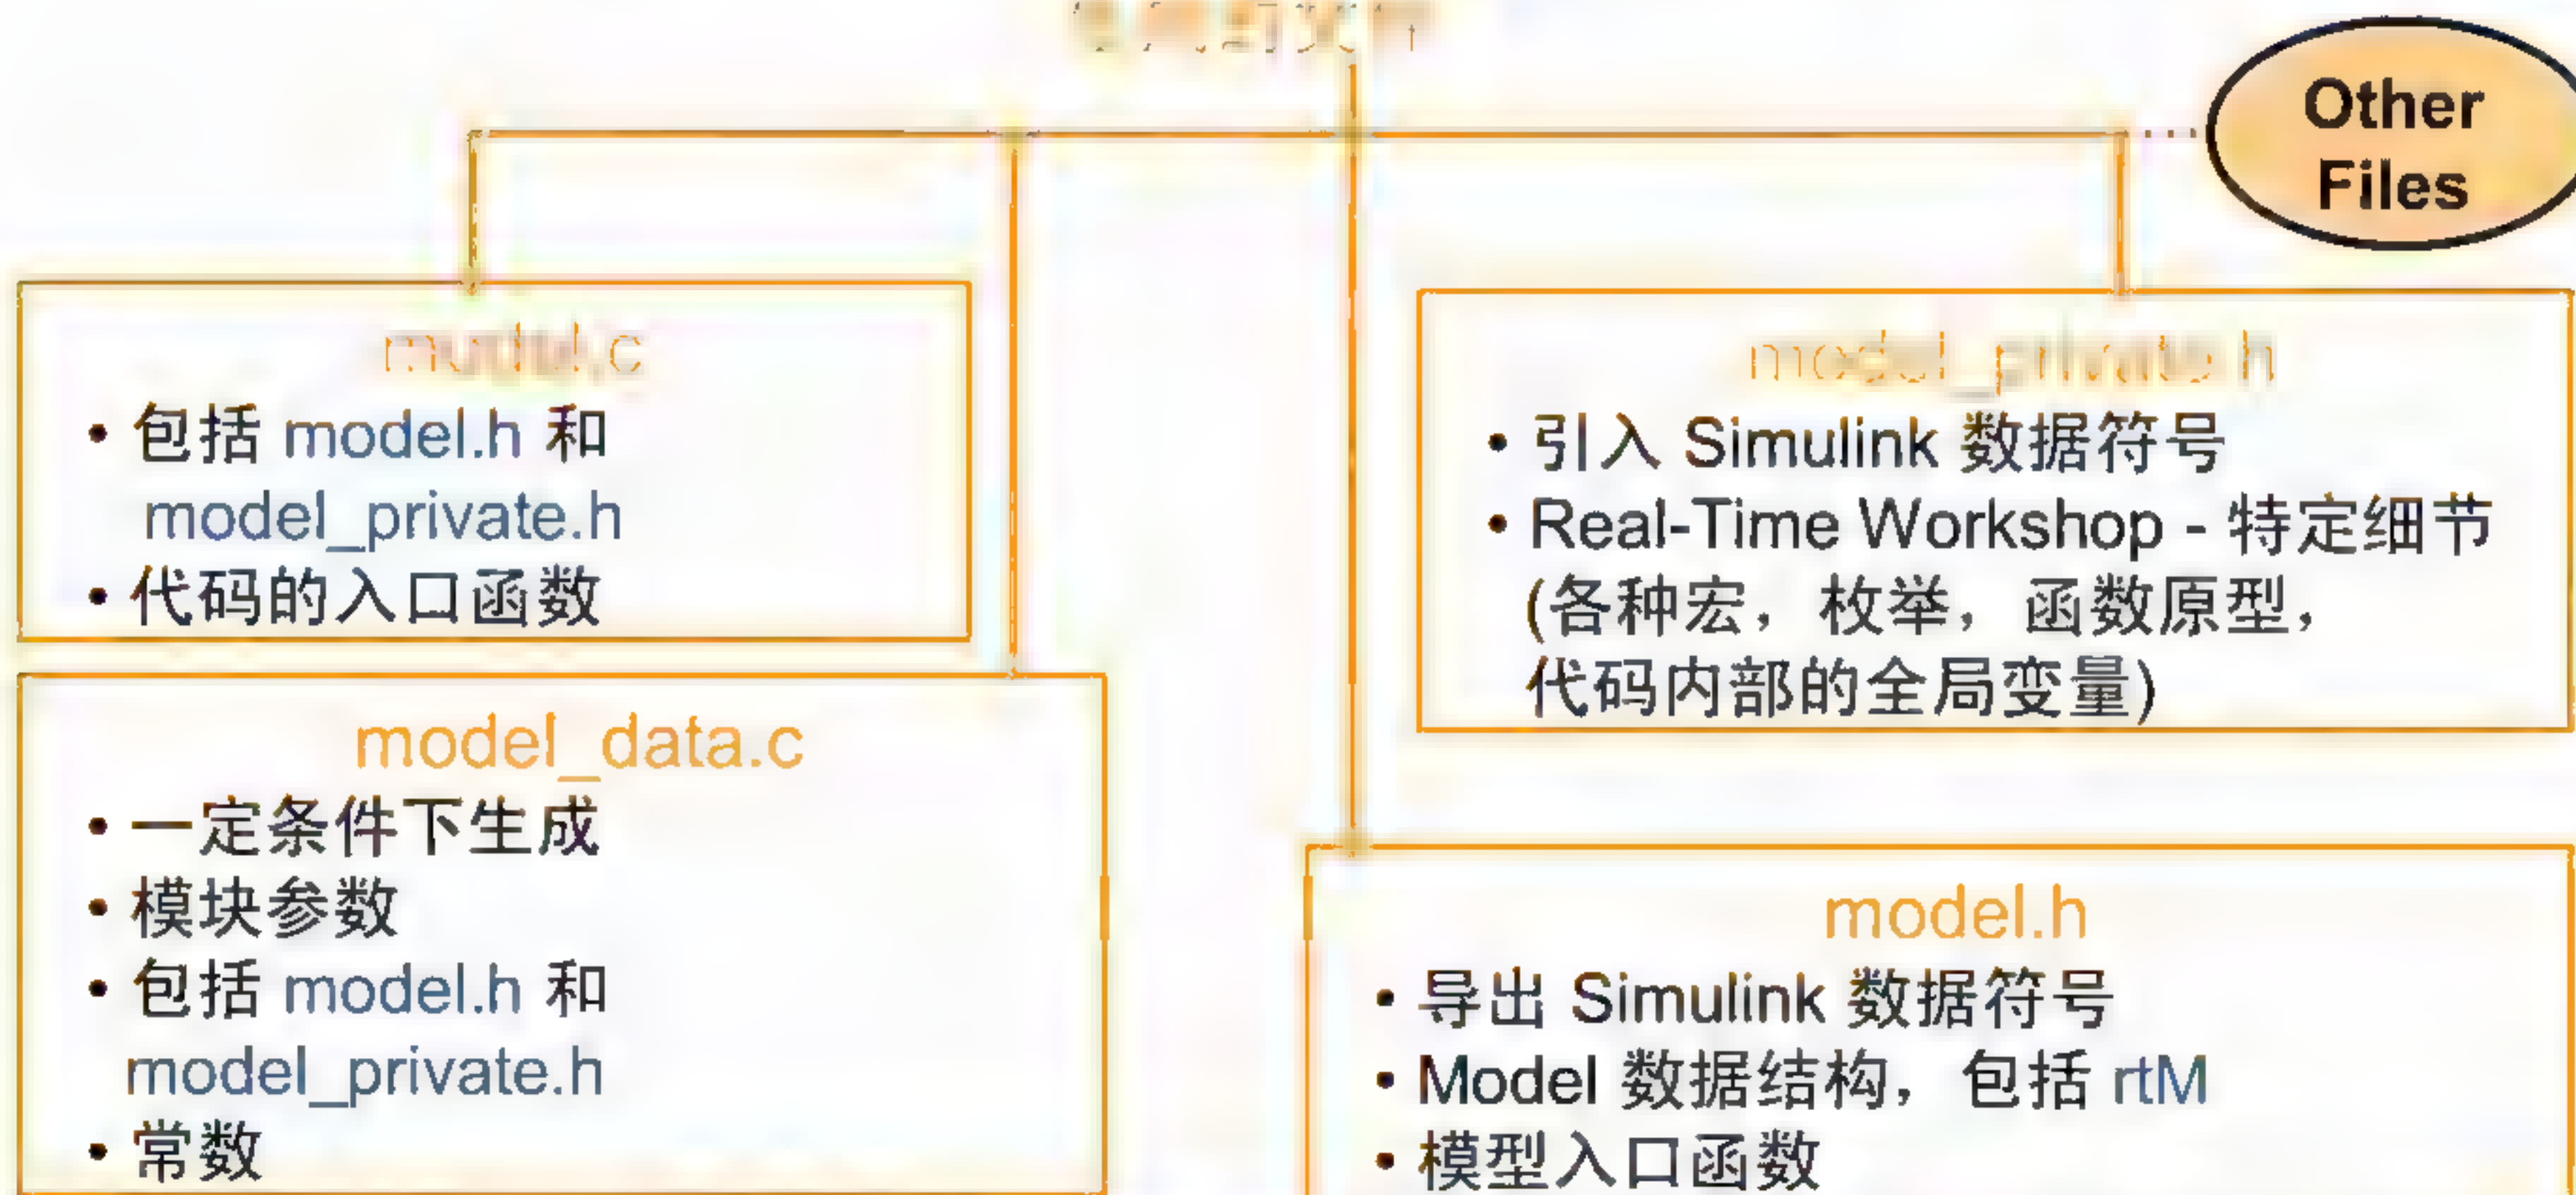 Other
Files
model.c
• 包括 model.h 和
model_private.h
• 代码的入口函数
model_data.c
• 一定条件下生成
• 模块参数
• 包括 model.h 和
model_private.h
• 常数
model_private.h
• 引入 Simulink 数据符号
• Real-Time Workshop - 特定细节
(各种宏，枚举，函数原型，
代码内部的全局变量)
model.h
• 导出 Simulink 数据符号
• Model 数据结构，包括 rtM
• 模型入口函数